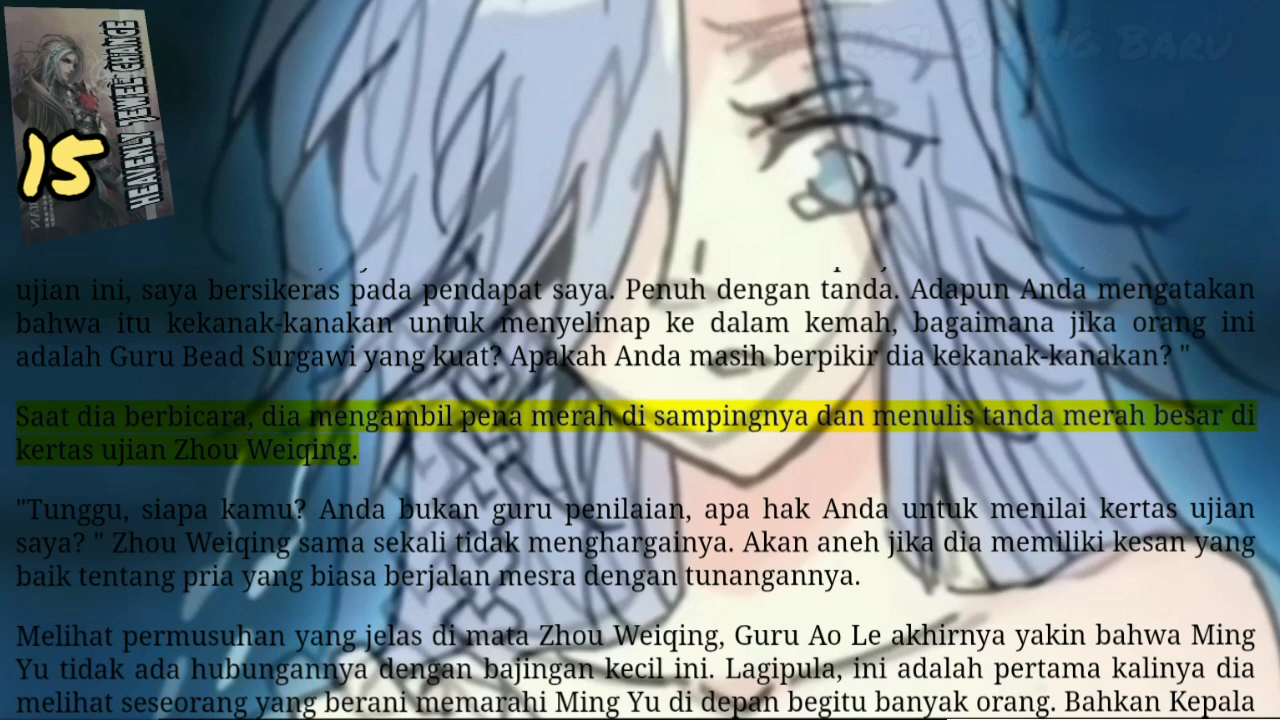 HEAVENLY JEWEL CHANGE
15
Baru
ujian ini, saya bersikeras pada pendapat saya. Penuh dengan tanda. Adapun Anda mengatakan
bahwa itu kekanak-kanakan untuk menyelinap ke dalam kemah, bagaimana jika orang ini
adalah Guru Bead Surgawi yang kuat? Apakah Anda masih berpikir dia kekanak-kanakan? "
Saat dia berbicara, dia mengambil pena merah di sampingnya dan menulis tanda merah besar di
kertas ujian Zhou Weiqing.
"Tunggu, siapa kamu? Anda bukan guru penilaian, apa hak Anda untuk menilai kertas ujian
saya? " Zhou Weiqing sama sekali tidak menghargainya. Akan aneh jika dia memiliki kesan yang
baik tentang pria yang biasa berjalan mesra dengan tunangannya.
Melihat permusuhan yang jelas di mata Zhou Weiqing, Guru Ao Le akhirnya yakin bahwa Ming
Yu tidak ada hubungannya dengan bajingan kecil ini. Lagipula, ini adalah pertama kalinya dia
melihat seseorang yang berani memarahi Ming Yu di depan begitu banyak orang. Bahkan Kepala